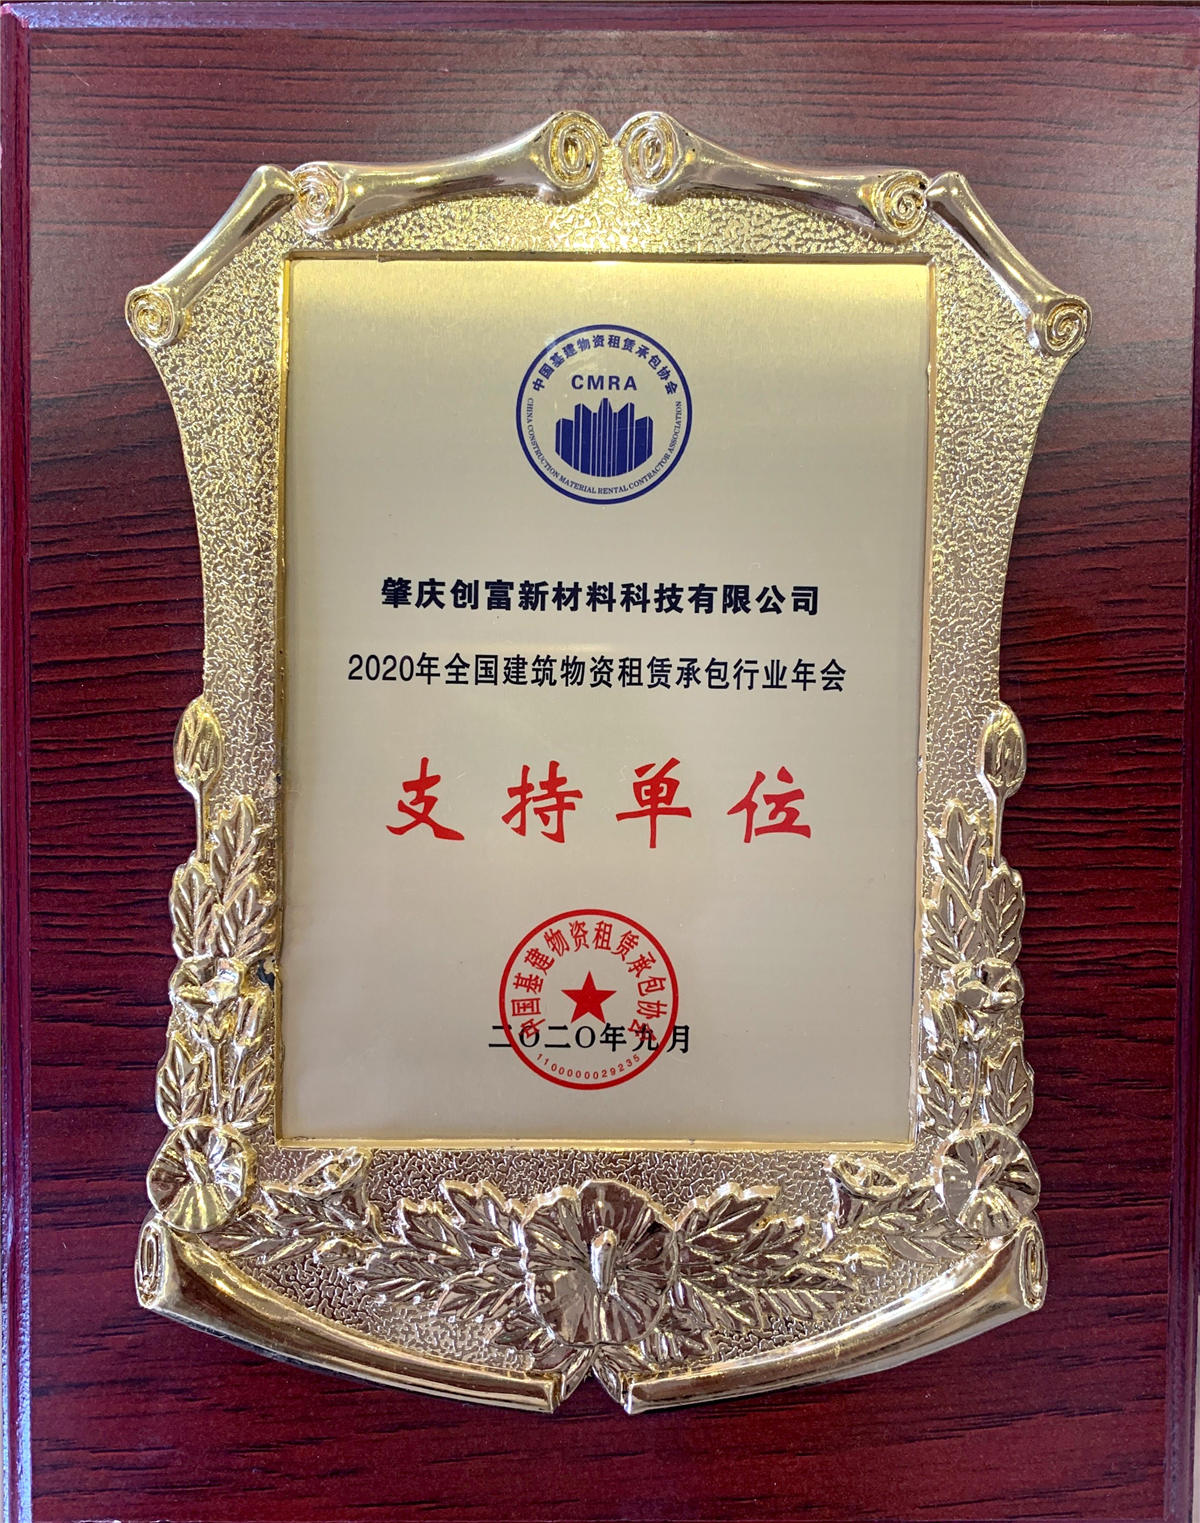 中国基建物资租赁承包协会
CMRA
CHINA CONSTRUCTION MATERIAL RENTAL CONTRACTOR ASSOCIATION
肇庆创富新材料科技有限公司
2020年全国建筑物资租赁承包行业年会
支持单位
中国基建物资租赁承包协会
二〇二〇年九月
1100000029235